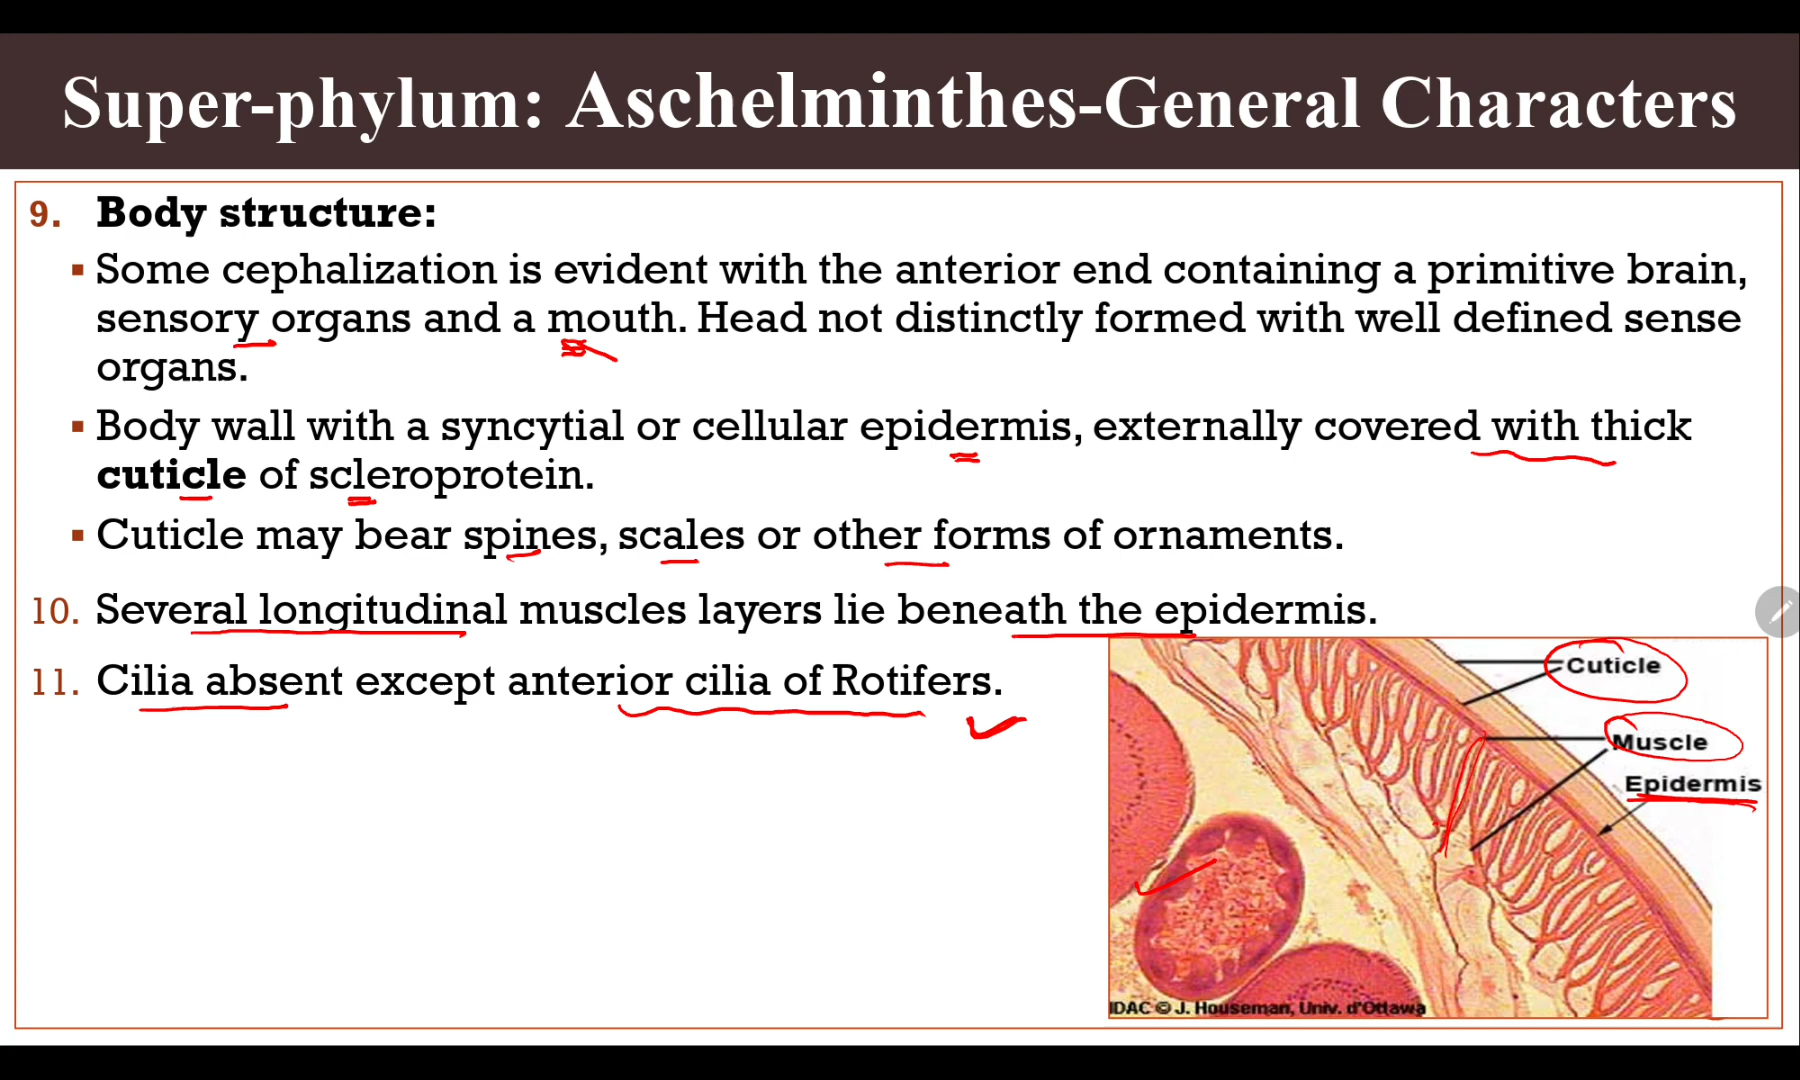 Super-phylum: Aschelminthes-General Characters
9. Body structure:
▪ Some cephalization is evident with the anterior end containing a primitive brain,
sensory organs and a mouth. Head not distinctly formed with well defined sense
organs.
▪ Body wall with a syncytial or cellular epidermis, externally covered with thick
cuticle of scleroprotein.
▪ Cuticle may bear spines, scales or other forms of ornaments.
10. Several longitudinal muscles layers lie beneath the epidermis.
11. Cilia absent except anterior cilia of Rotifers.
Cuticle
Muscle
Epidermis
IDAC © J. Houseman, Univ. d'Ottawa